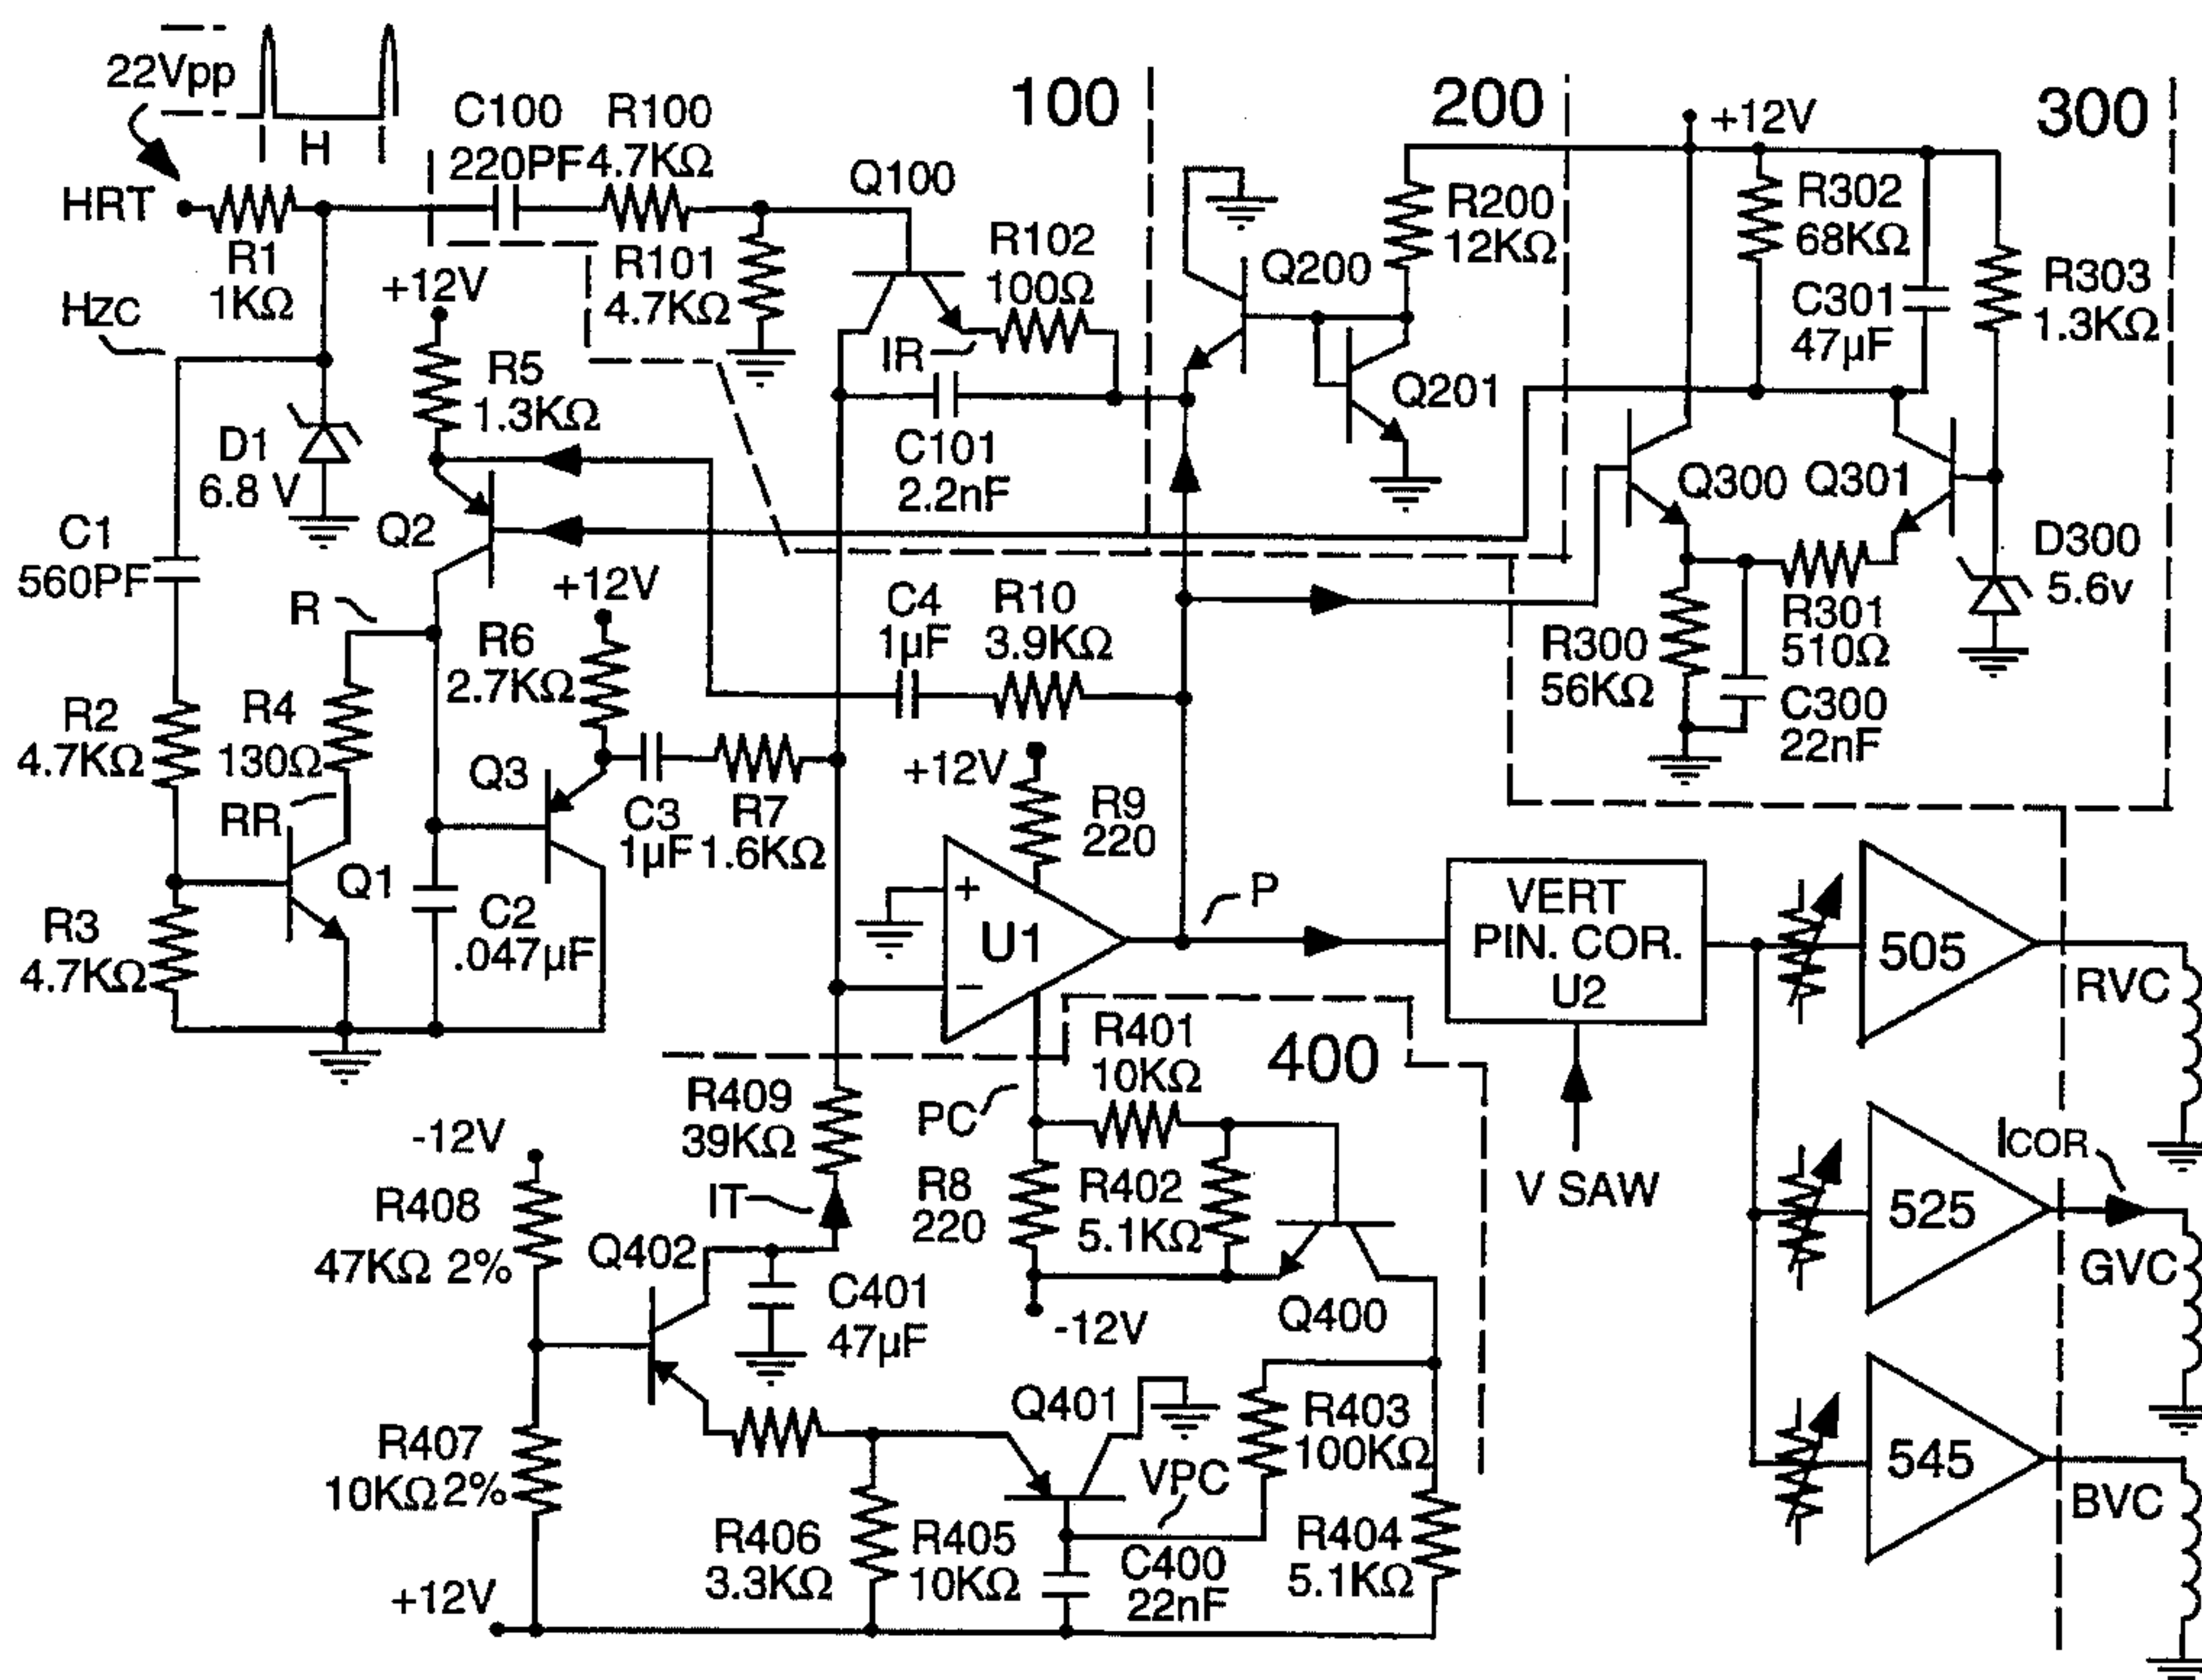 22Vpp
H
HRT
R1
1KΩ
HZC
C100
220PF
R100
4.7KΩ
100
200
300
Q100
R101
4.7KΩ
R102
100Ω
IR
C101
2.2nF
+12V
R5
1.3KΩ
D1
6.8 V
Q2
C1
560PF
R
R2
4.7KΩ
R4
130Ω
RR
Q1
R3
4.7KΩ
C2
.047µF
+12V
R6
2.7KΩ
Q3
C3
1µF
R7
1.6KΩ
C4
1µF
R10
3.9KΩ
Q200
R200
12KΩ
Q201
+12V
R302
68KΩ
C301
47µF
R303
1.3KΩ
Q300
Q301
D300
5.6v
R300
56KΩ
R301
510Ω
C300
22nF
+12V
R9
220
+
U1
−
P
VERT
PIN. COR.
U2
V SAW
505
RVC
525
ICOR
GVC
545
BVC
400
R401
10KΩ
PC
R8
220
R402
5.1KΩ
-12V
Q400
R409
39KΩ
IT
-12V
R408
47KΩ 2%
Q402
C401
47µF
R407
10KΩ 2%
Q401
VPC
R403
100KΩ
R406
3.3KΩ
R405
10KΩ
C400
22nF
R404
5.1KΩ
+12V